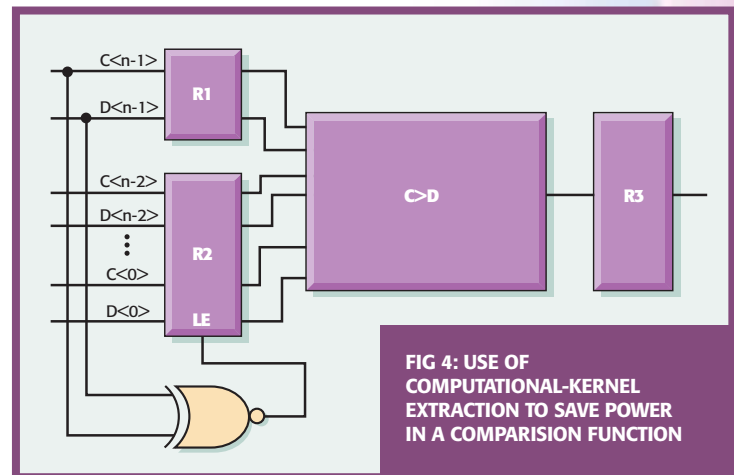 C<n-1>
R1
D<n-1>
C<n-2>
D<n-2>
⋮
R2
C<0>
D<0>
LE
C>D
R3
FIG 4: USE OF
COMPUTATIONAL-KERNEL
EXTRACTION TO SAVE POWER
IN A COMPARISION FUNCTION